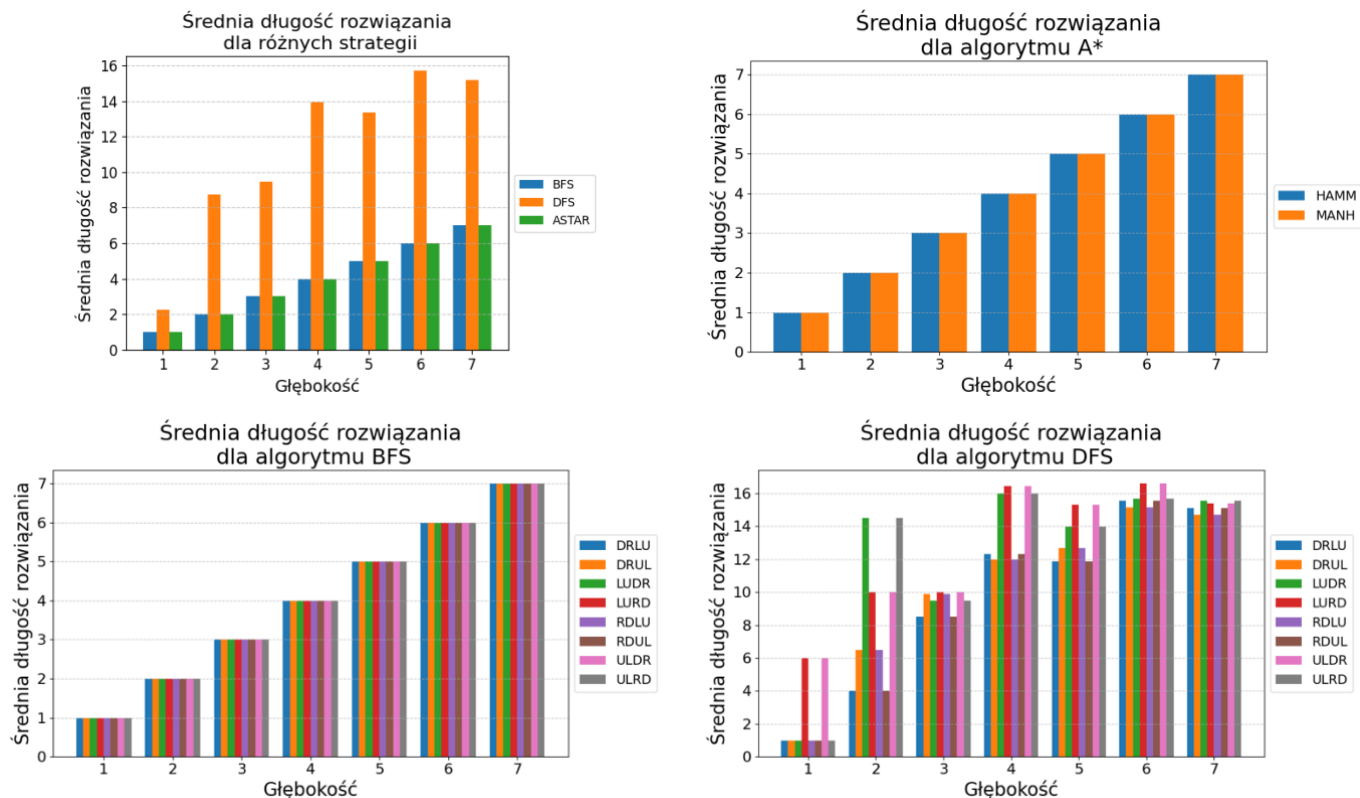 Średnia długość rozwiązania
dla różnych strategii
Średnia długość rozwiązania
16
14
12
10
8
6
4
2
0
1 2 3 4 5 6 7
Głębokość
BFS
DFS
ASTAR
Średnia długość rozwiązania
dla algorytmu A*
Średnia długość rozwiązania
7
6
5
4
3
2
1
0
1 2 3 4 5 6 7
Głębokość
HAMM
MANH
Średnia długość rozwiązania
dla algorytmu BFS
Średnia długość rozwiązania
7
6
5
4
3
2
1
0
1 2 3 4 5 6 7
Głębokość
DRLU
DRUL
LUDR
LURD
RDLU
RDUL
ULDR
ULRD
Średnia długość rozwiązania
dla algorytmu DFS
Średnia długość rozwiązania
16
14
12
10
8
6
4
2
0
1 2 3 4 5 6 7
Głębokość
DRLU
DRUL
LUDR
LURD
RDLU
RDUL
ULDR
ULRD